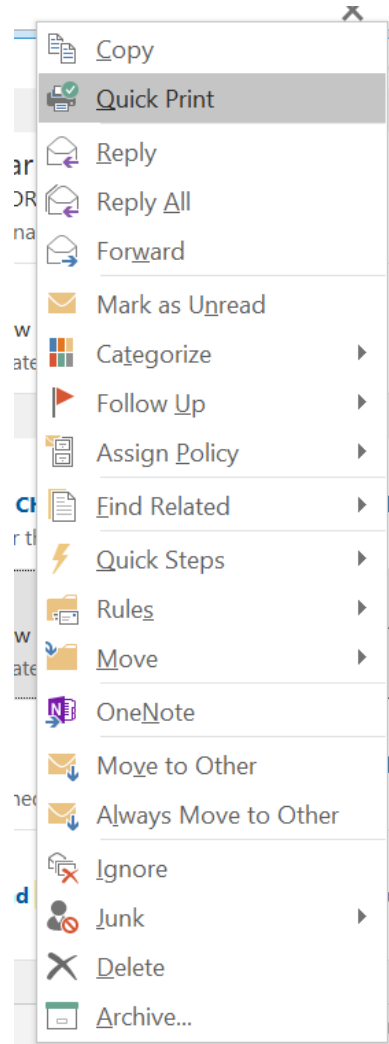 Copy
Quick Print
Reply
Reply All
Forward
Mark as Unread
Categorize
Follow Up
Assign Policy
Find Related
Quick Steps
Rules
Move
OneNote
Move to Other
Always Move to Other
Ignore
Junk
Delete
Archive...